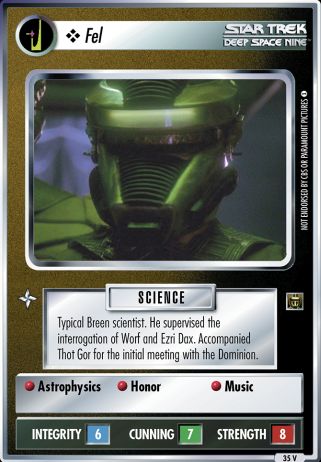 ❖ Fel
STAR TREK
DEEP SPACE NINE
NOT ENDORSED BY CBS OR PARAMOUNT PICTURES
SCIENCE
Typical Breen scientist. He supervised the
interrogation of Worf and Ezri Dax. Accompanied
Thot Gor for the initial meeting with the Dominion.
Astrophysics Honor Music
INTEGRITY 6 CUNNING 7 STRENGTH 8
35 V